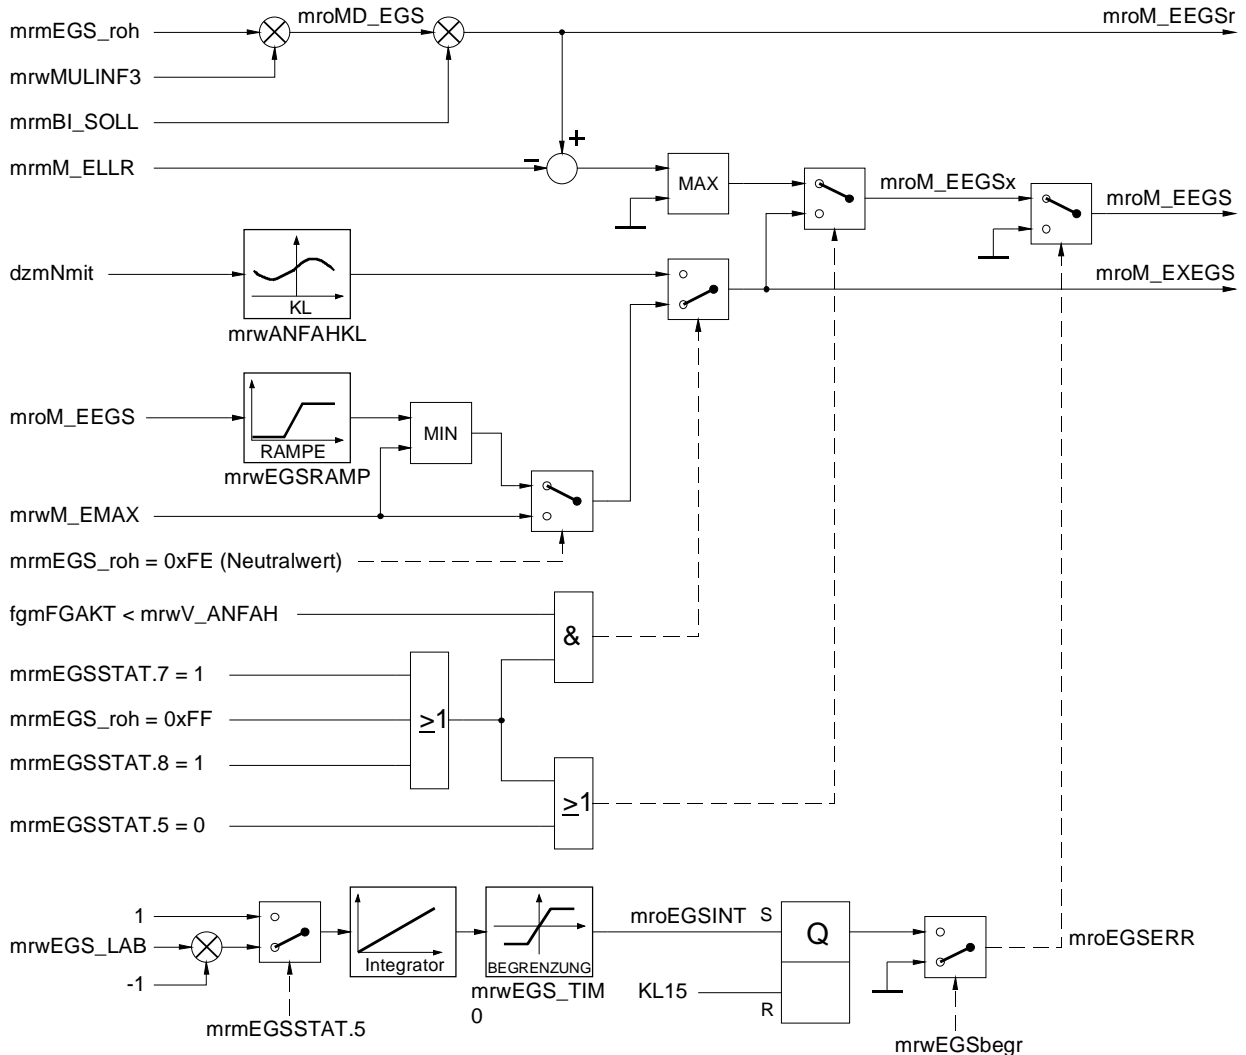 mroMD_EGS
mroM_EEGSr
mrmEGS_roh
mrwMULINF3
mrmBI_SOLL
+
mrmM_ELLR
–
MAX
mroM_EEGSx
mroM_EEGS
dzmNmit
KL
mrwANFAHKL
mroM_EXEGS
mroM_EEGS
RAMPE
mrwEGSRAMP
MIN
mrwM_EMAX
mrmEGS_roh = 0xFE (Neutralwert)
fgmFGAKT < mrwV_ANFAH
&
mrmEGSSTAT.7 = 1
mrmEGS_roh = 0xFF
≥1
mrmEGSSTAT.8 = 1
≥1
mrmEGSSTAT.5 = 0
1
mrwEGS_LAB
-1
mrmEGSSTAT.5
Integrator
BEGRENZUNG
mrwEGS_TIM
0
mroEGSINT
S
Q
KL15
R
mroEGSERR
mrwEGSbegr